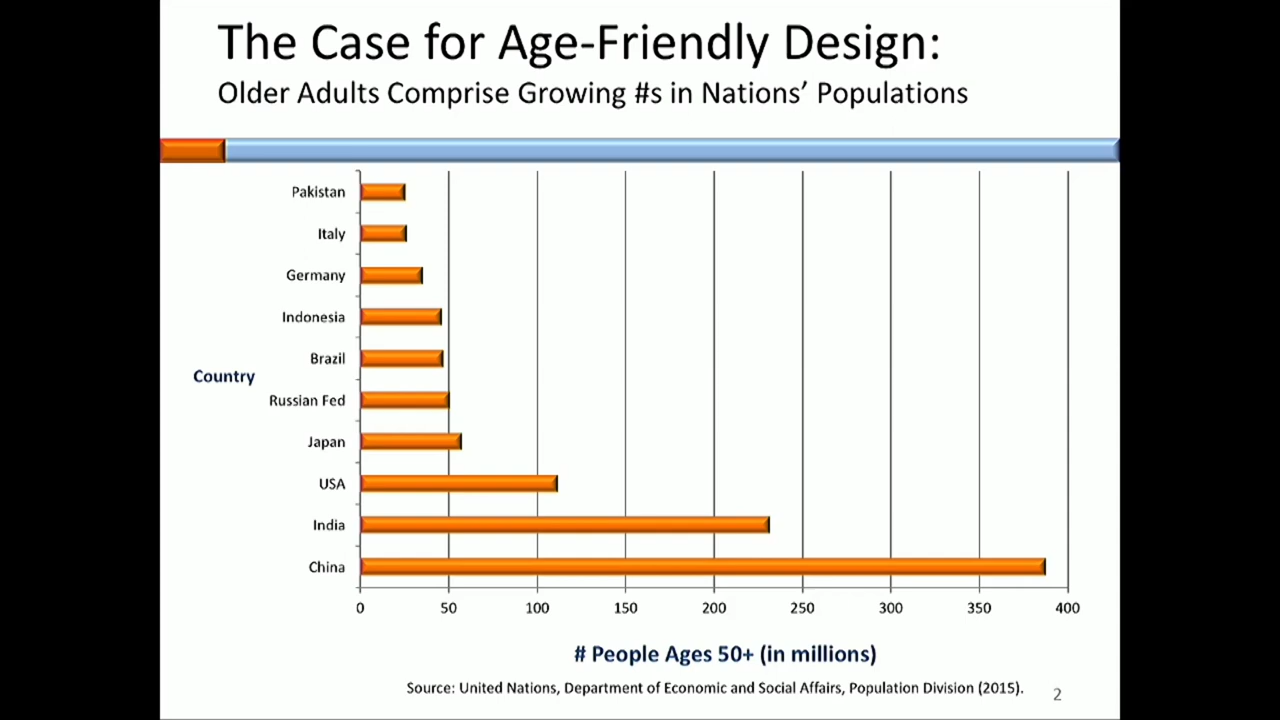 The Case for Age-Friendly Design:
Older Adults Comprise Growing #s in Nations’ Populations
Pakistan
Italy
Germany
Indonesia
Brazil
Country
Russian Fed
Japan
USA
India
China
0 50 100 150 200 250 300 350 400
# People Ages 50+ (in millions)
Source: United Nations, Department of Economic and Social Affairs, Population Division (2015).
2